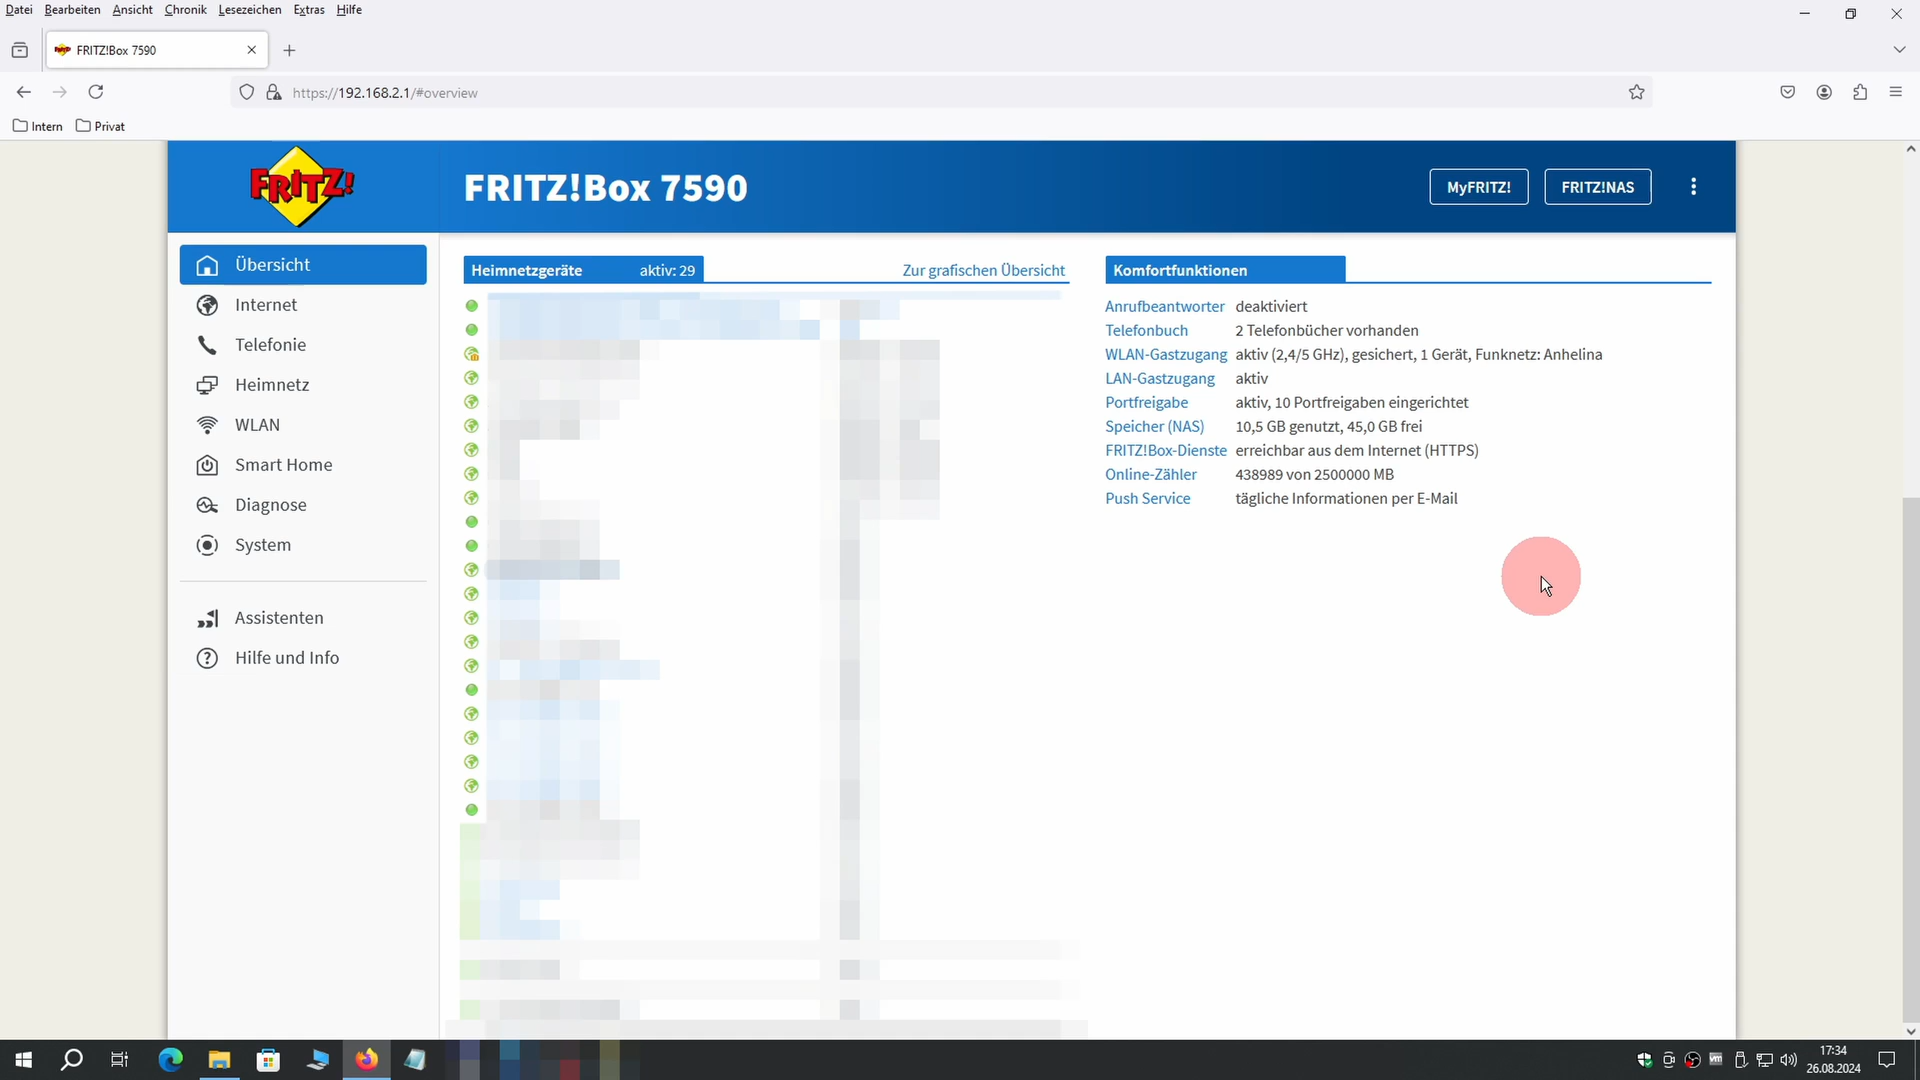 Datei Bearbeiten Ansicht Chronik Lesezeichen Extras Hilfe
FRITZ!Box 7590
https://192.168.2.1/#overview
Intern Privat
FRITZ!
FRITZ!Box 7590
MyFRITZ! FRITZ!NAS
Übersicht
Internet
Telefonie
Heimnetz
WLAN
Smart Home
Diagnose
System
Assistenten
Hilfe und Info
Heimnetzgeräte aktiv: 29 Zur grafischen Übersicht
Komfortfunktionen
Anrufbeantworter deaktiviert
Telefonbuch 2 Telefonbücher vorhanden
WLAN-Gastzugang aktiv (2,4/5 GHz), gesichert, 1 Gerät, Funknetz: Anhelina
LAN-Gastzugang aktiv
Portfreigabe aktiv, 10 Portfreigaben eingerichtet
Speicher (NAS) 10,5 GB genutzt, 45,0 GB frei
FRITZ!Box-Dienste erreichbar aus dem Internet (HTTPS)
Online-Zähler 438989 von 2500000 MB
Push Service tägliche Informationen per E-Mail
17:34
26.08.2024